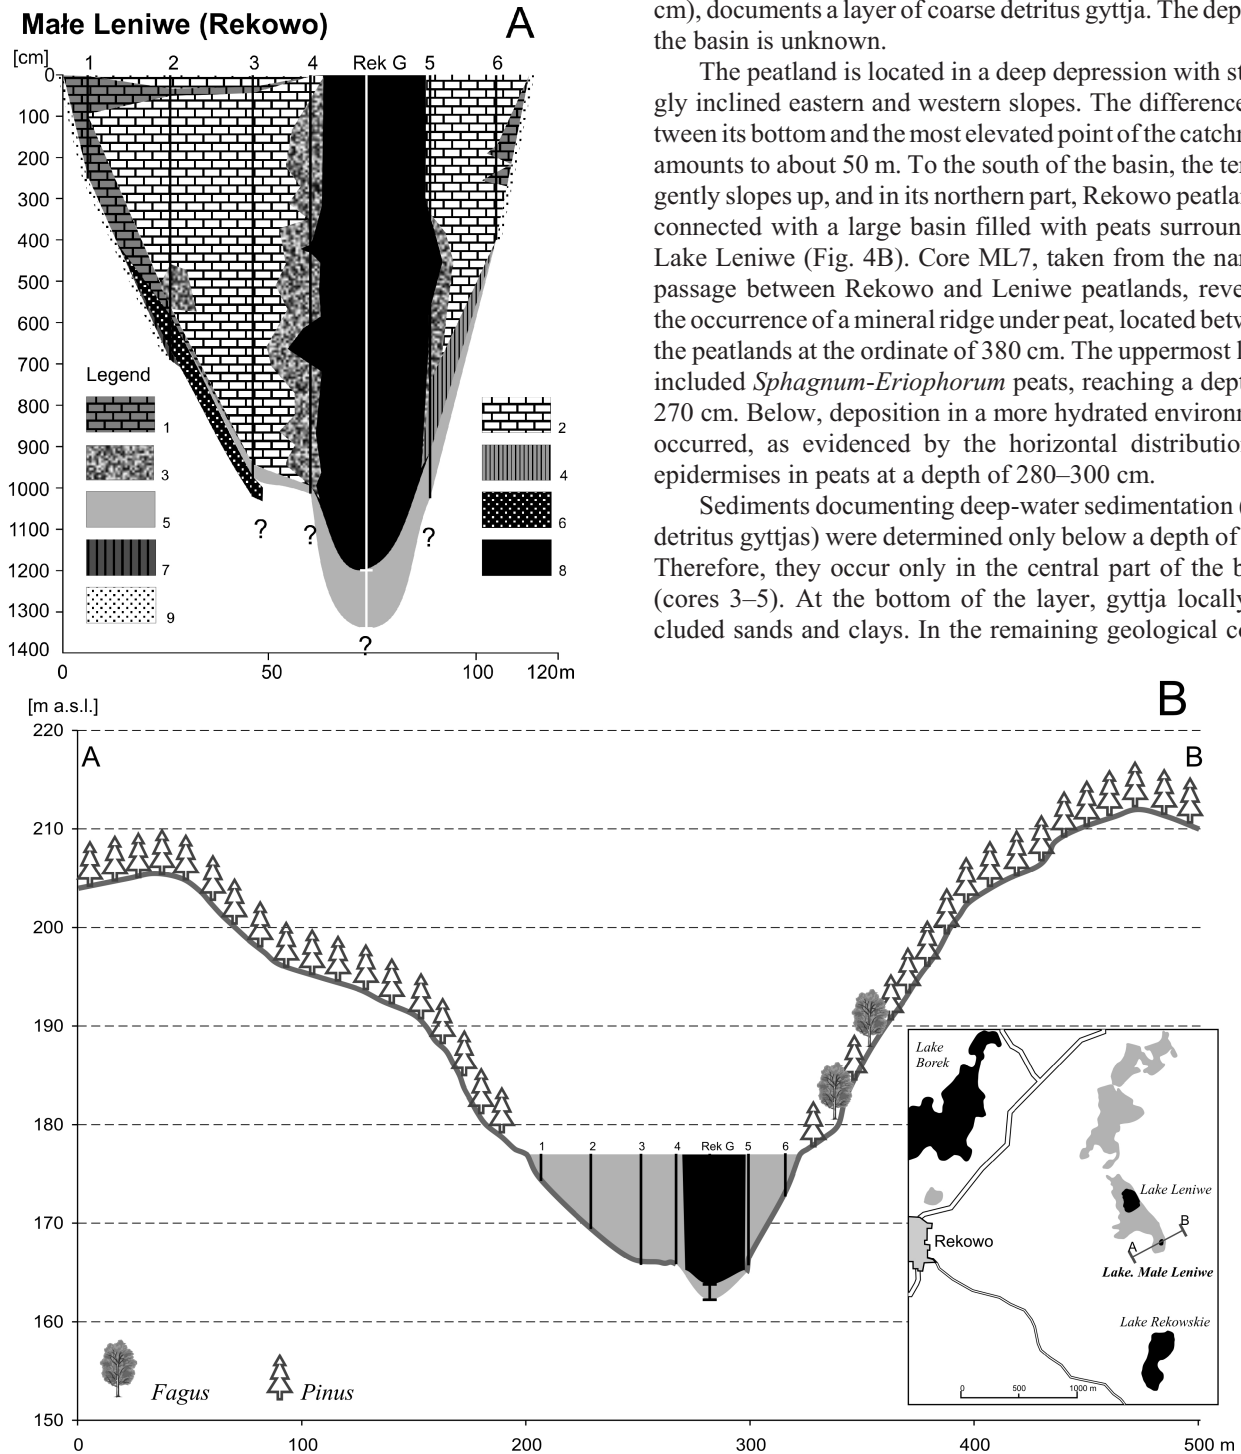 Małe Leniwe (Rekowo)
A
[cm]
1 2 3 4 Rek G 5 6
0
100
200
300
400
500
600
700
800
900
1000
1100
1200
1300
1400
Legend
1
2
3
4
5
6
7
8
9
? ? ?
?
0 50 100 120m
cm), documents a layer of coarse detritus gyttja. The dep
the basin is unknown.
The peatland is located in a deep depression with st
gly inclined eastern and western slopes. The difference
tween its bottom and the most elevated point of the catchn
amounts to about 50 m. To the south of the basin, the ter
gently slopes up, and in its northern part, Rekowo peatla
connected with a large basin filled with peats surroun
Lake Leniwe (Fig. 4B). Core ML7, taken from the nar
passage between Rekowo and Leniwe peatlands, reve
the occurrence of a mineral ridge under peat, located betw
the peatlands at the ordinate of 380 cm. The uppermost l
included Sphagnum-Eriophorum peats, reaching a dept
270 cm. Below, deposition in a more hydrated environm
occurred, as evidenced by the horizontal distribution
epidermises in peats at a depth of 280–300 cm.
Sediments documenting deep-water sedimentation (
detritus gyttjas) were determined only below a depth of
Therefore, they occur only in the central part of the b
(cores 3–5). At the bottom of the layer, gyttja locally
cluded sands and clays. In the remaining geological co
B
[m a.s.l.]
220
210
200
190
180
170
160
150
A
B
1 2 3 4 Rek G 5 6
Fagus
Pinus
0 100 200 300 400 500 m
Lake
Borek
Lake Leniwe
B
A
Rekowo
Lake. Małe Leniwe
Lake Rekowskie
0 500 1000 m